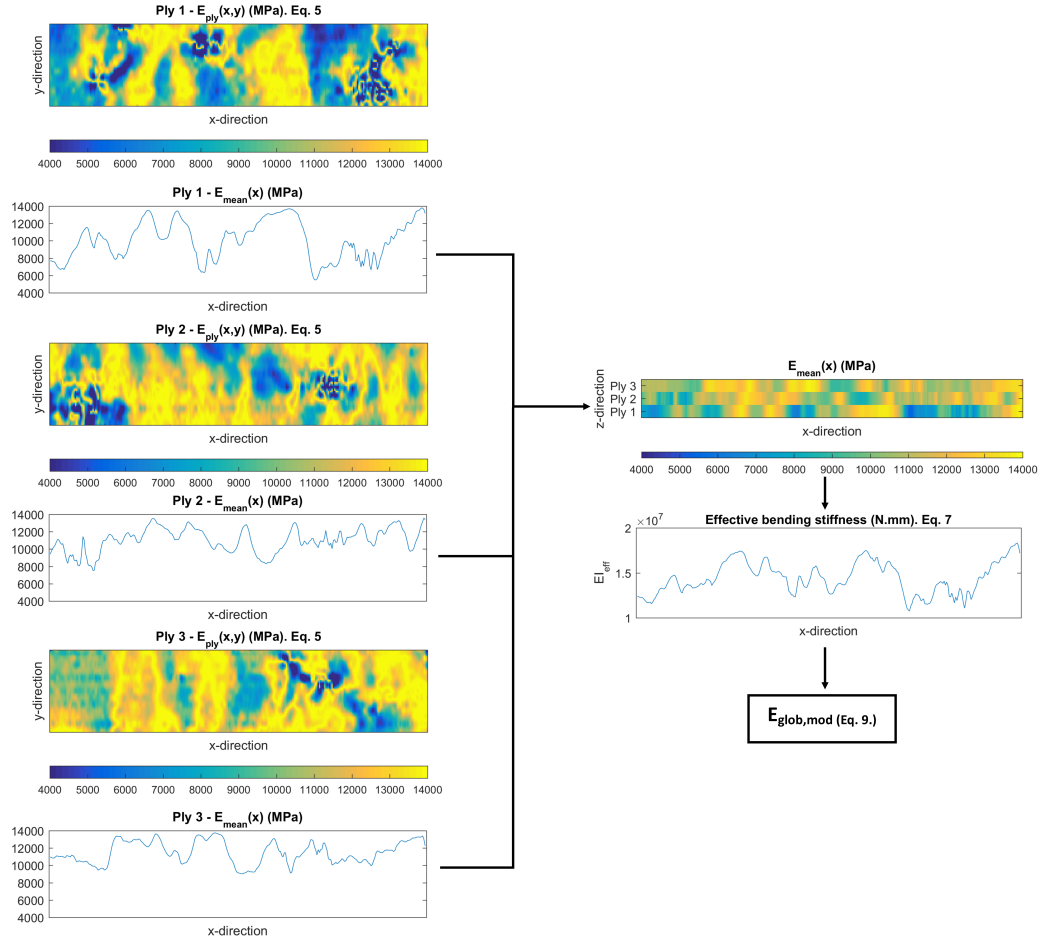 Ply 1 - E_ply(x,y) (MPa). Eq. 5
y-direction
x-direction
4000 5000 6000 7000 8000 9000 10000 11000 12000 13000 14000
Ply 1 - E_mean(x) (MPa)
14000
12000
10000
8000
6000
4000
x-direction
Ply 2 - E_ply(x,y) (MPa). Eq. 5
y-direction
x-direction
4000 5000 6000 7000 8000 9000 10000 11000 12000 13000 14000
Ply 2 - E_mean(x) (MPa)
14000
12000
10000
8000
6000
4000
x-direction
Ply 3 - E_ply(x,y) (MPa). Eq. 5
y-direction
x-direction
4000 5000 6000 7000 8000 9000 10000 11000 12000 13000 14000
Ply 3 - E_mean(x) (MPa)
14000
12000
10000
8000
6000
4000
x-direction
E_mean(x) (MPa)
z-direction
Ply 3
Ply 2
Ply 1
x-direction
4000 5000 6000 7000 8000 9000 10000 11000 12000 13000 14000
×10^7
Effective bending stiffness (N.mm). Eq. 7
EI_eff
2
1.5
1
x-direction
E_glob,mod (Eq. 9.)